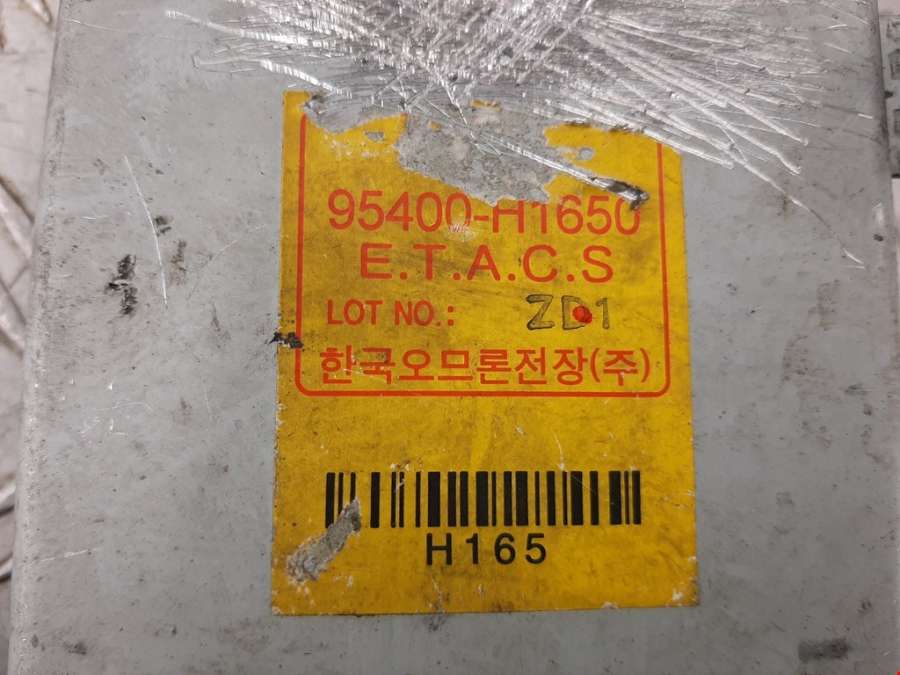 95400-H1650
E.T.A.C.S
LOT NO.: ZD1
한국오므론전장(주)
H165